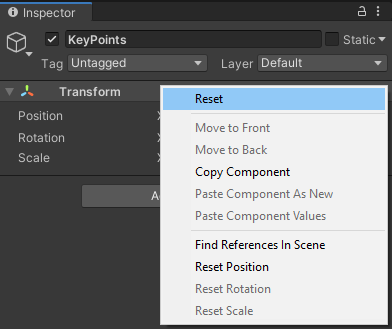 Inspector
KeyPoints
Static
Tag Untagged Layer Default
Transform
Position
Rotation
Scale
Reset
Move to Front
Move to Back
Copy Component
Paste Component As New
Paste Component Values
Find References In Scene
Reset Position
Reset Rotation
Reset Scale